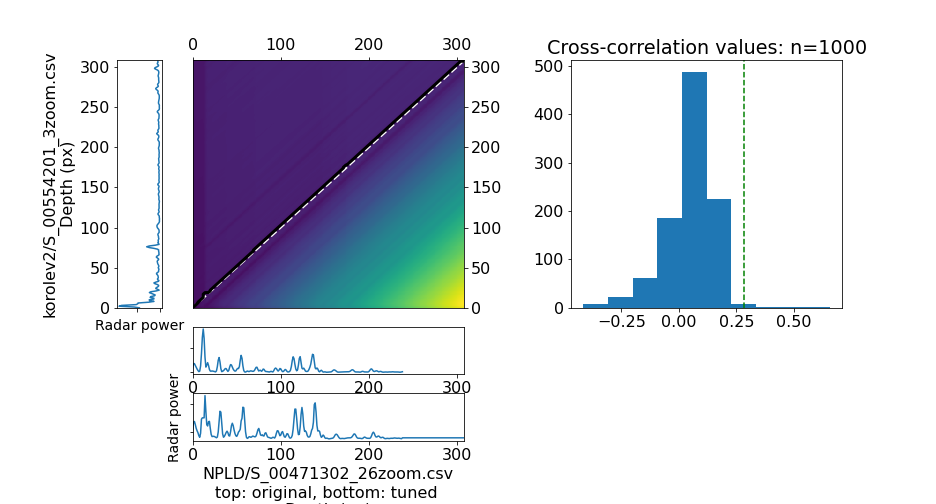 0 100 200 300
Cross-correlation values: n=1000
korolev2/S_00554201_3zoom.csv
Depth (px)
300
250
200
150
100
50
0
300
250
200
150
100
50
0
500
400
300
200
100
0
−0.25 0.00 0.25 0.50
Radar power
0 100 200 300
Radar power
0 100 200 300
NPLD/S_00471302_26zoom.csv
top: original, bottom: tuned